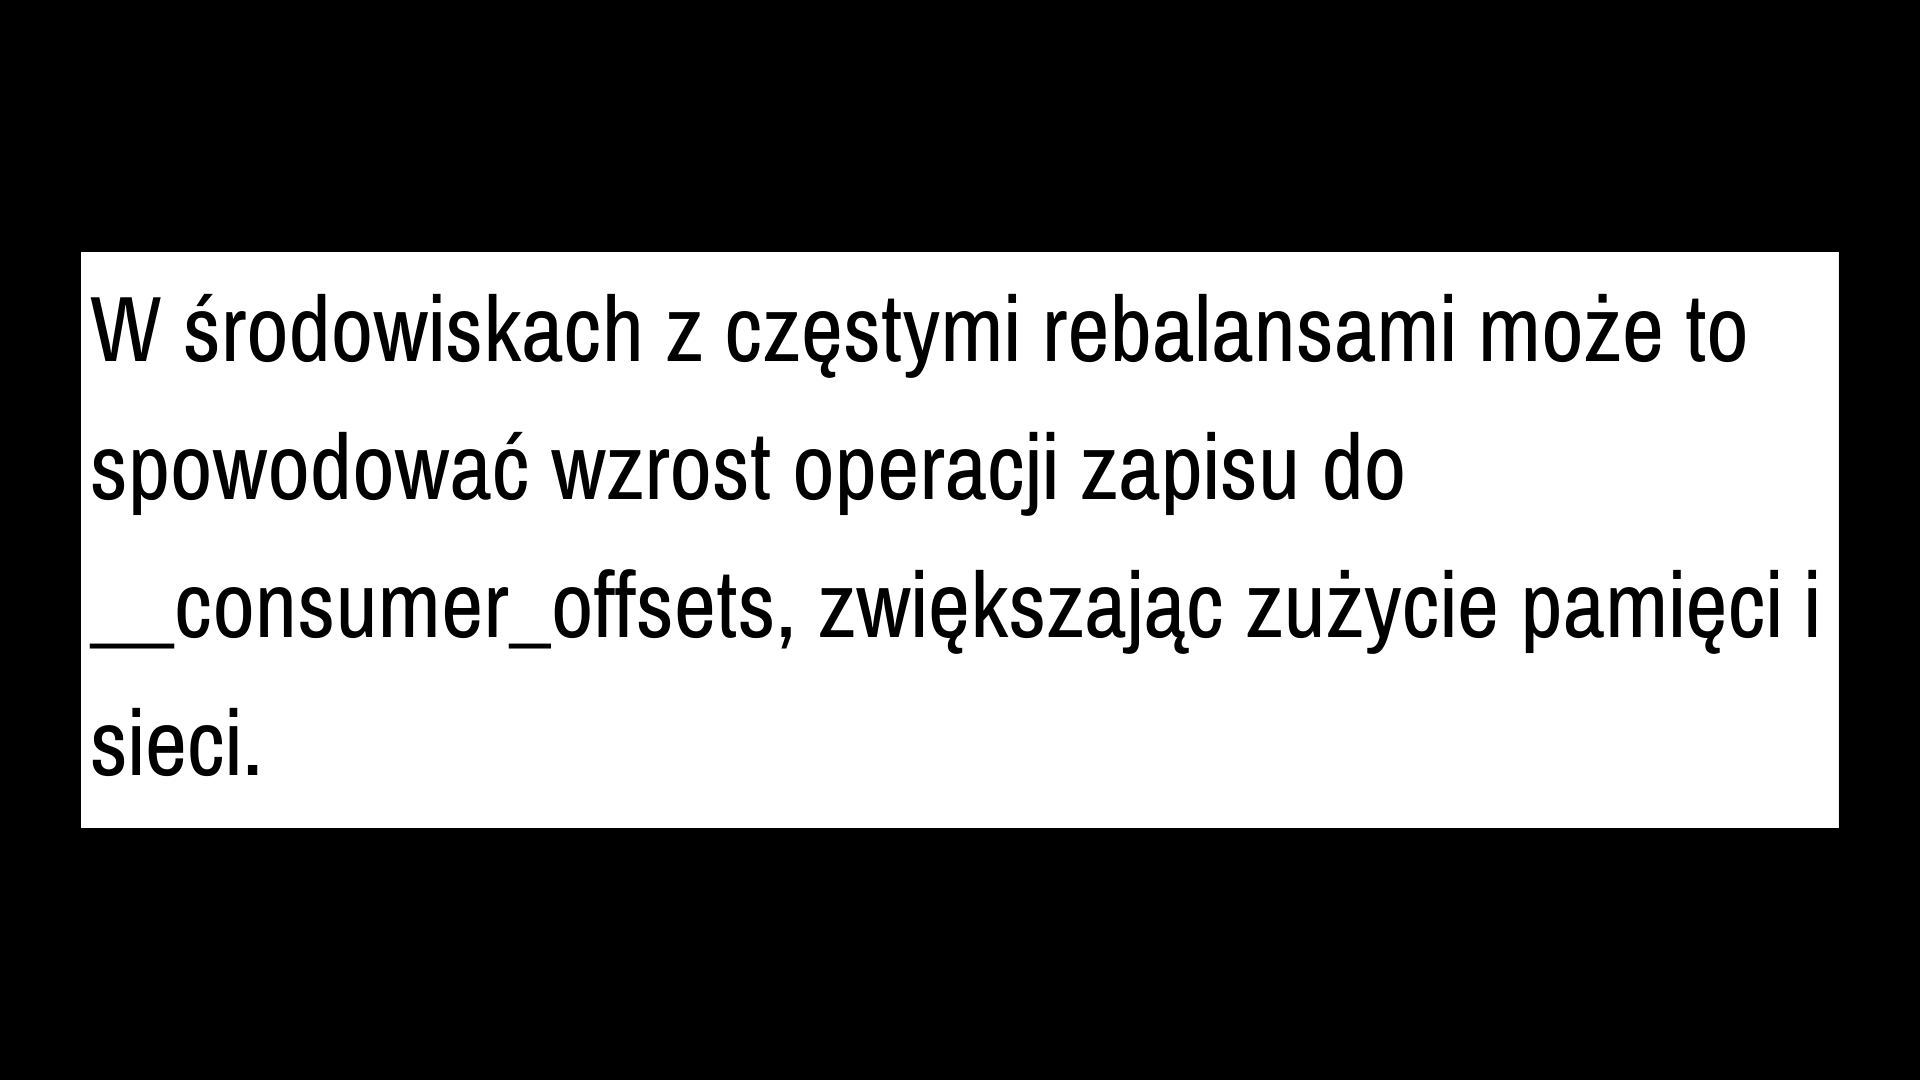 W środowiskach z częstymi rebalansami może to
spowodować wzrost operacji zapisu do
__consumer_offsets, zwiększając zużycie pamięci i
sieci.